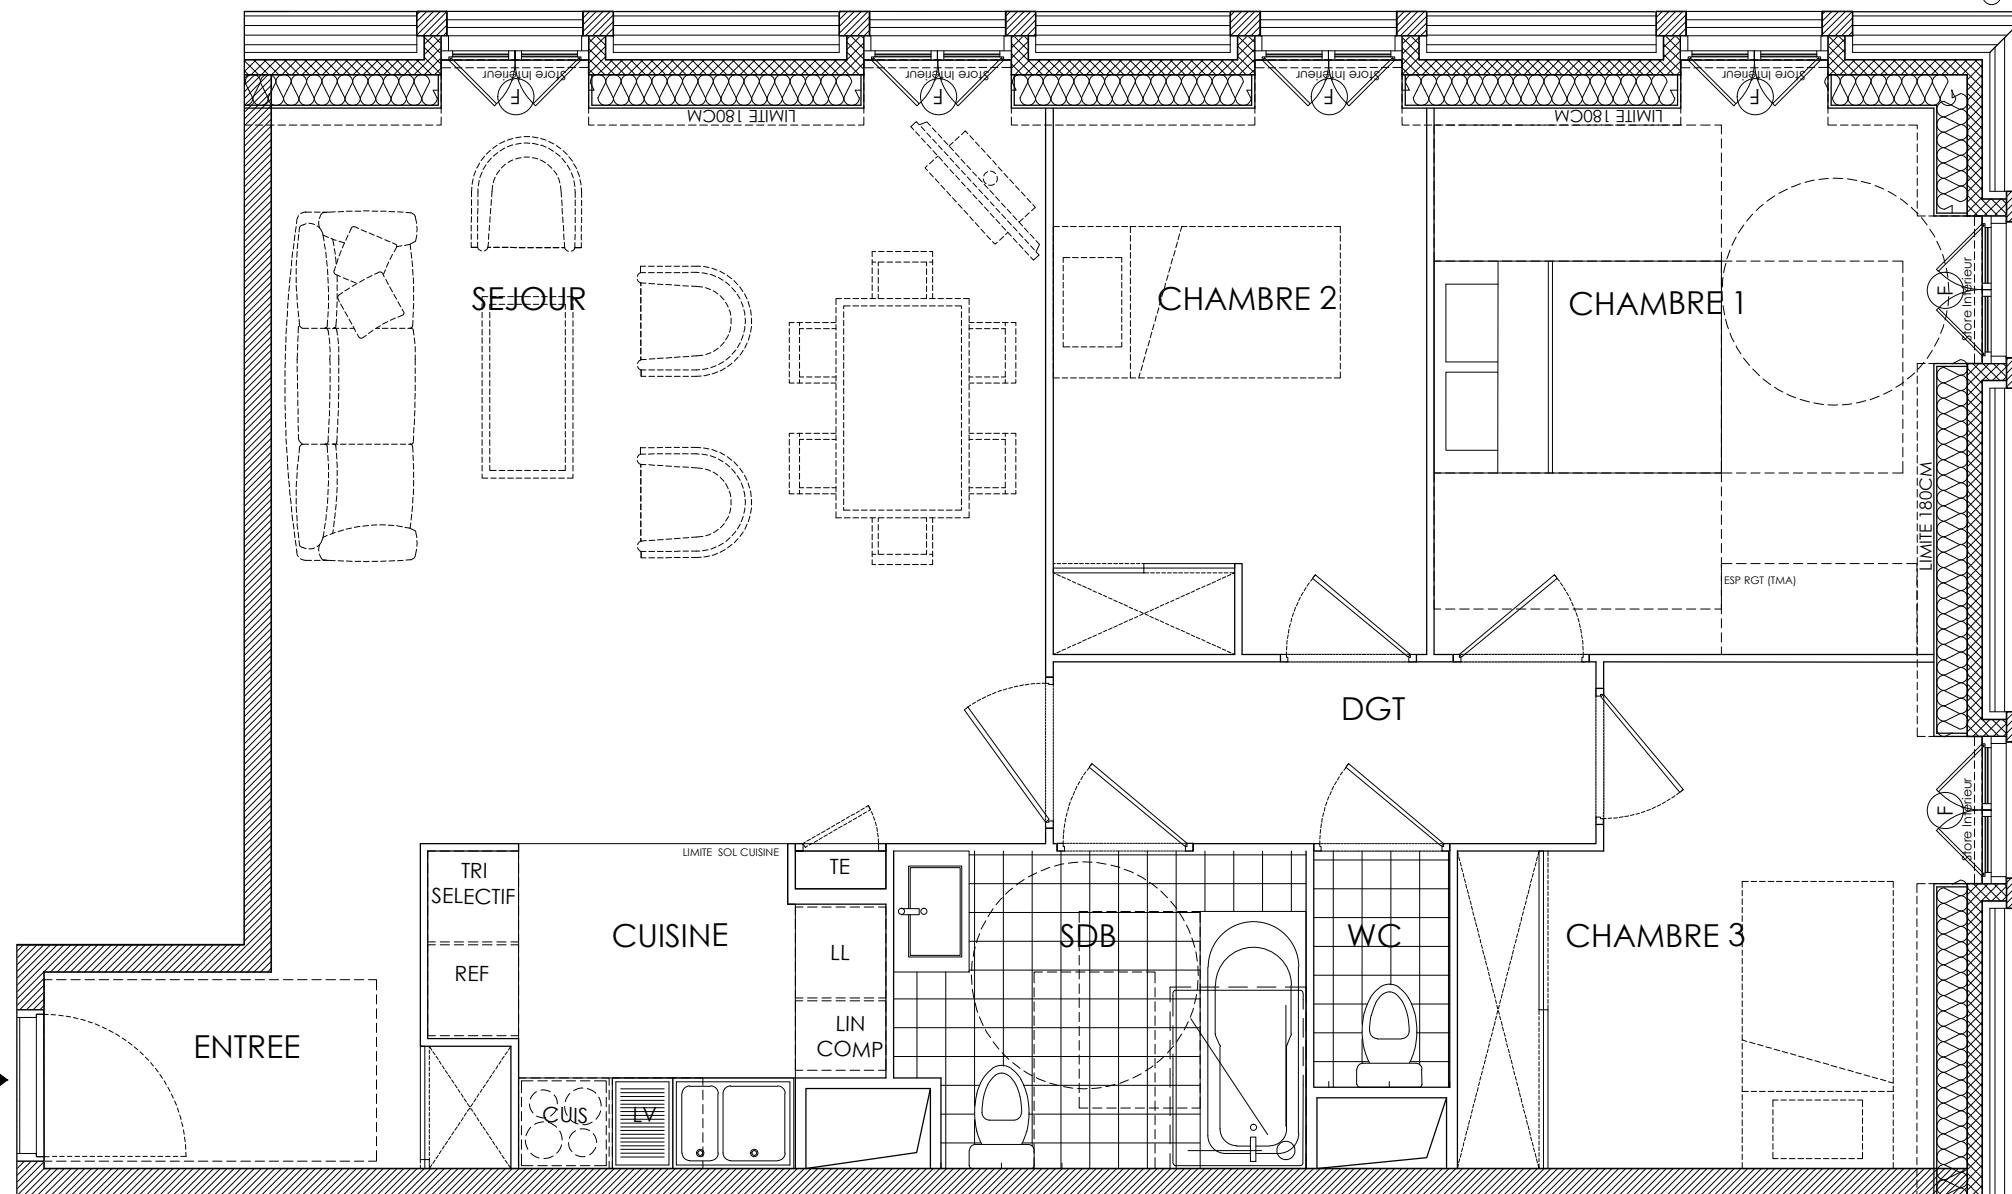 Store Intérieur
Store Intérieur
Store Intérieur
Store Intérieur
F
F
F
F
LIMITE 180CM
LIMITE 180CM
SEJOUR
CHAMBRE 2
CHAMBRE 1
F
Store Intérieur
LIMITE 180CM
ESP RGT (TMA)
DGT
F
Store Intérieur
LIMITE SOL CUISINE
TRI
SELECTIF
TE
CUISINE
SDB
WC
CHAMBRE 3
LL
REF
ENTREE
LIN
COMP
CUIS
LV